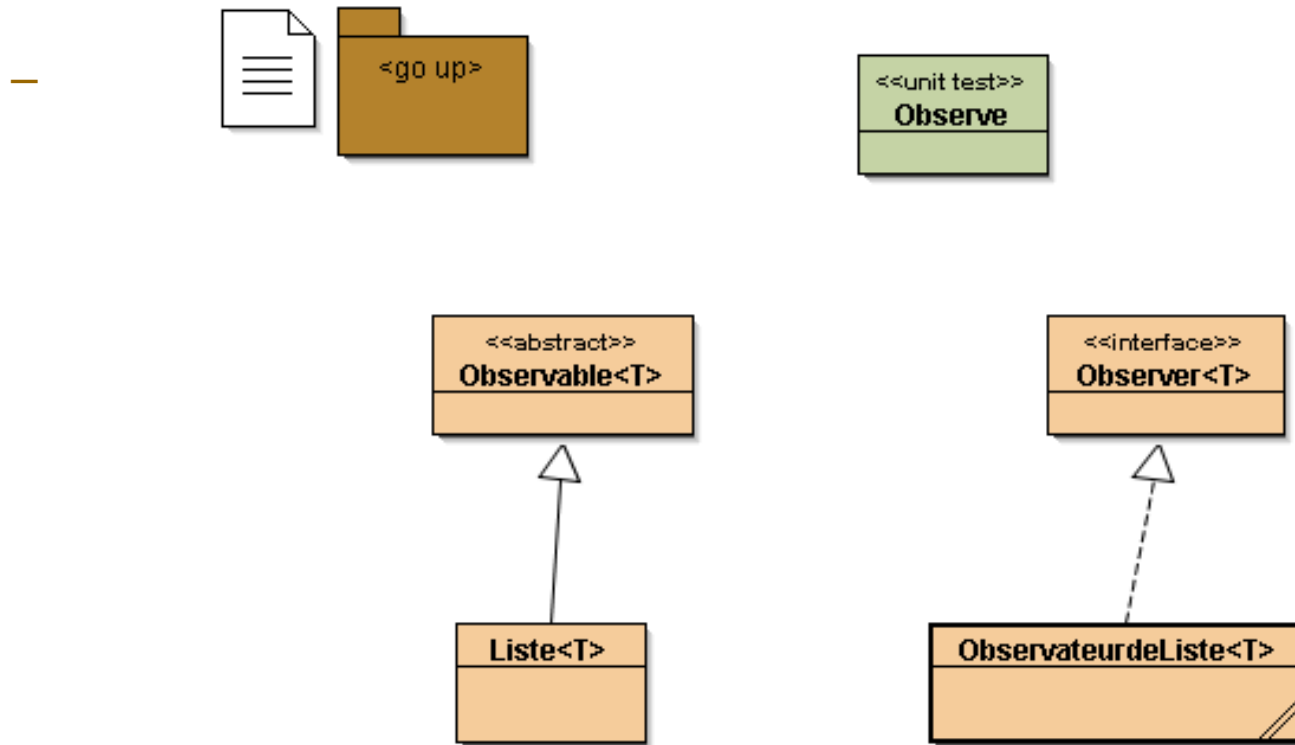 <go up>
<<unit test>>
Observe
<<abstract>>
Observable<T>
<<interface>>
Observer<T>
Liste<T>
ObservateurdeListe<T>